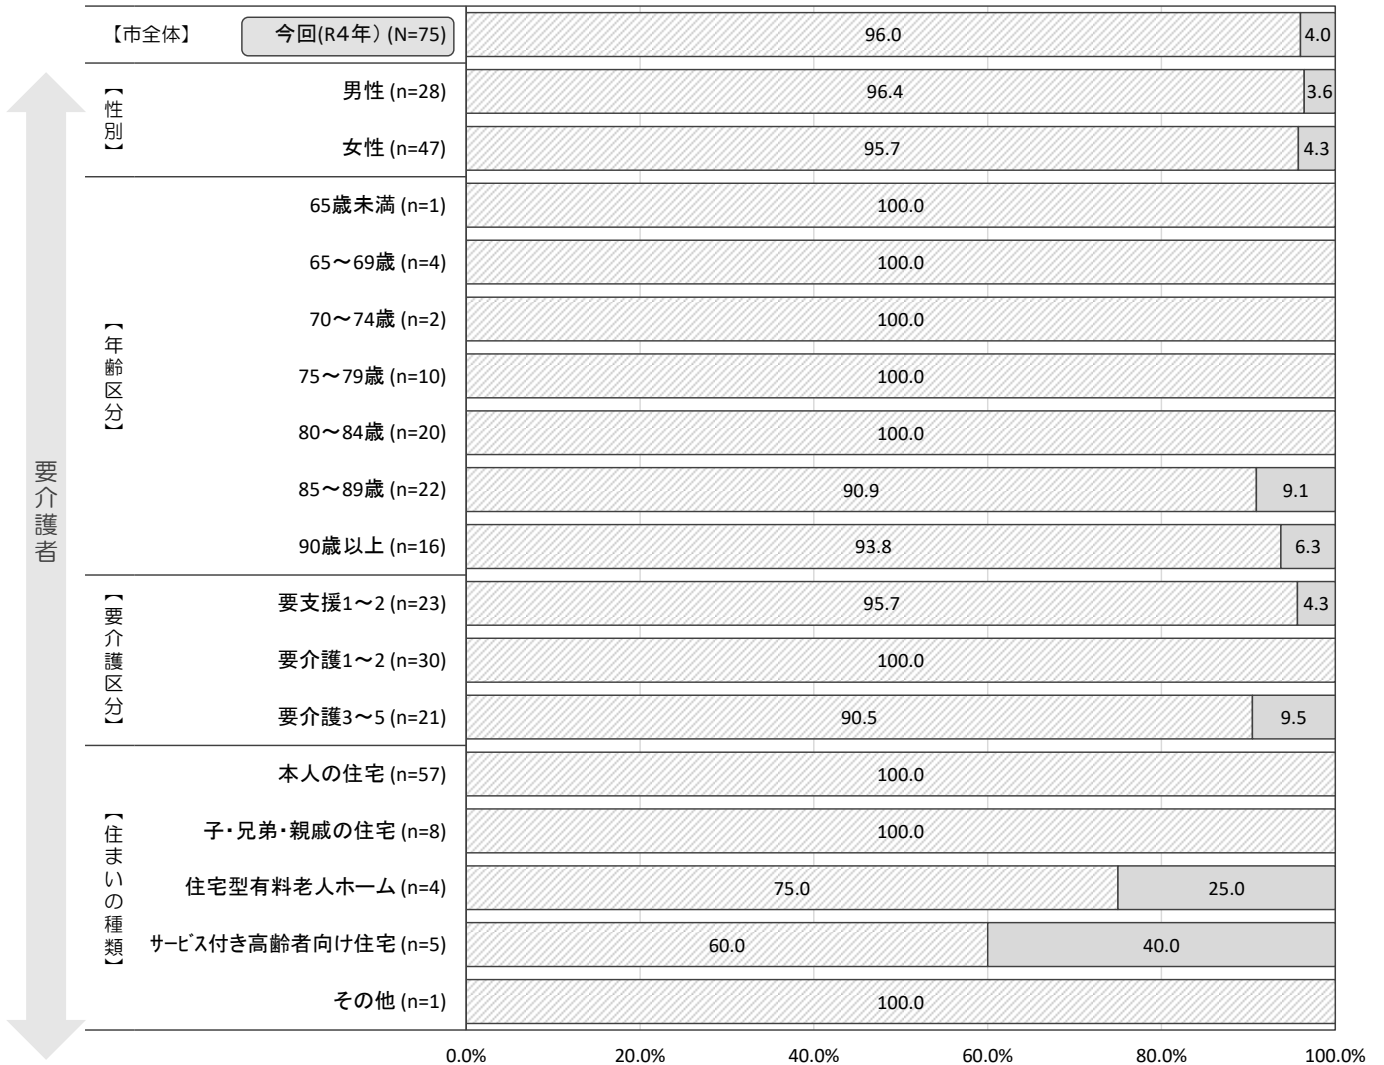 【市全体】 今回(R４年) (N=75) 96.0 4.0
【性別】
男性 (n=28) 96.4 3.6
女性 (n=47) 95.7 4.3
【年齢区分】
65歳未満 (n=1) 100.0
65～69歳 (n=4) 100.0
70～74歳 (n=2) 100.0
75～79歳 (n=10) 100.0
80～84歳 (n=20) 100.0
85～89歳 (n=22) 90.9 9.1
90歳以上 (n=16) 93.8 6.3
要介護者
【要介護区分】
要支援1～2 (n=23) 95.7 4.3
要介護1～2 (n=30) 100.0
要介護3～5 (n=21) 90.5 9.5
【住まいの種類】
本人の住宅 (n=57) 100.0
子・兄弟・親戚の住宅 (n=8) 100.0
住宅型有料老人ホーム (n=4) 75.0 25.0
ｻｰﾋﾞｽ付き高齢者向け住宅 (n=5) 60.0 40.0
その他 (n=1) 100.0
0.0% 20.0% 40.0% 60.0% 80.0% 100.0%